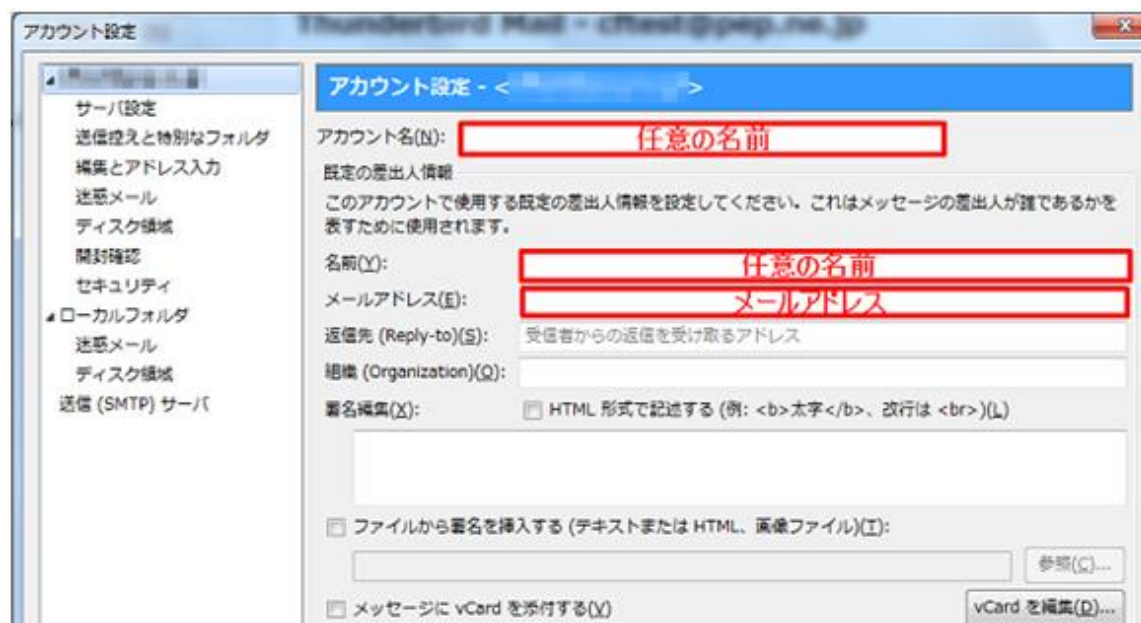 Thunderbird Mail - cftest@pep.ne.jp
アカウント設定
サーバ設定
送信控えと特別なフォルダ
編集とアドレス入力
迷惑メール
ディスク領域
開封確認
セキュリティ
ローカルフォルダ
迷惑メール
ディスク領域
送信 (SMTP) サーバ
アカウント設定 - < >
アカウント名(N): 任意の名前
既定の差出人情報
このアカウントで使用する既定の差出人情報を設定してください。これはメッセージの差出人が誰であるかを
表すために使用されます。
名前(Y): 任意の名前
メールアドレス(E): メールアドレス
返信先 (Reply-to)(S): 受信者からの返信を受け取るアドレス
組織 (Organization)(O):
署名編集(X): HTML 形式で記述する (例: <b>太字</b>、改行は <br>)(L)
ファイルから署名を挿入する (テキストまたは HTML、画像ファイル)(T):
参照(C)...
メッセージに vCard を添付する(V) vCard を編集(D)...